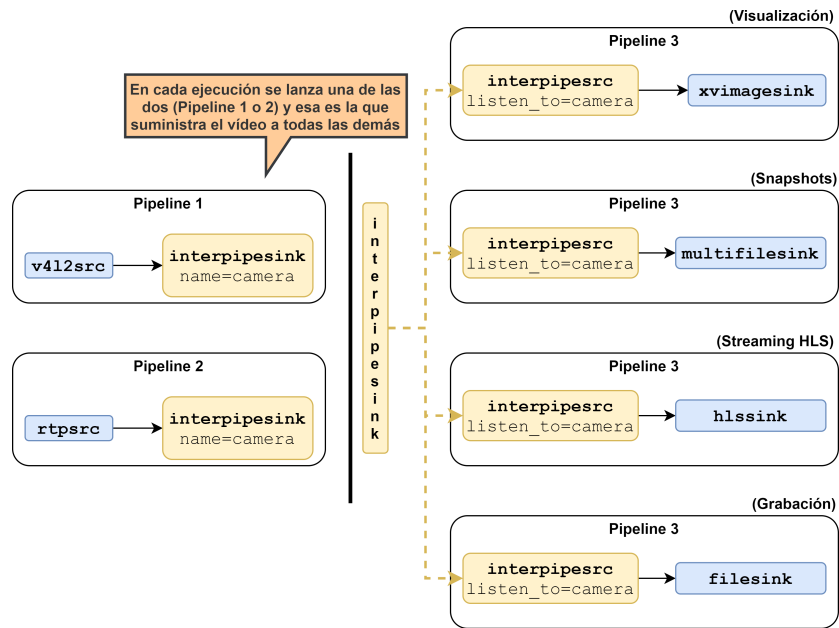 En cada ejecución se lanza una de las
dos (Pipeline 1 o 2) y esa es la que
suministra el vídeo a todas las demás
Pipeline 1
v4l2src
interpipesink
name=camera
Pipeline 2
rtpsrc
interpipesink
name=camera
interpipesink
(Visualización)
Pipeline 3
interpipesrc
listen_to=camera
xvimagesink
(Snapshots)
Pipeline 3
interpipesrc
listen_to=camera
multifilesink
(Streaming HLS)
Pipeline 3
interpipesrc
listen_to=camera
hlssink
(Grabación)
Pipeline 3
interpipesrc
listen_to=camera
filesink